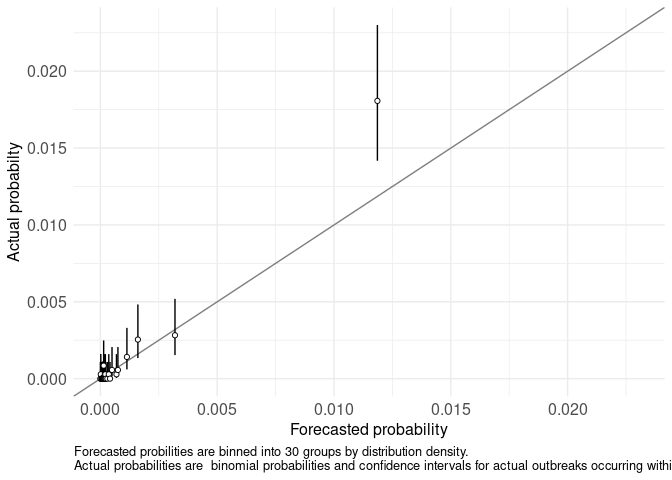 0.020
0.015
0.010
0.005
0.000
Actual probabilty
0.000 0.005 0.010 0.015 0.020
Forecasted probability
Forecasted probilities are binned into 30 groups by distribution density.
Actual probabilities are  binomial probabilities and confidence intervals for actual outbreaks occurring withi